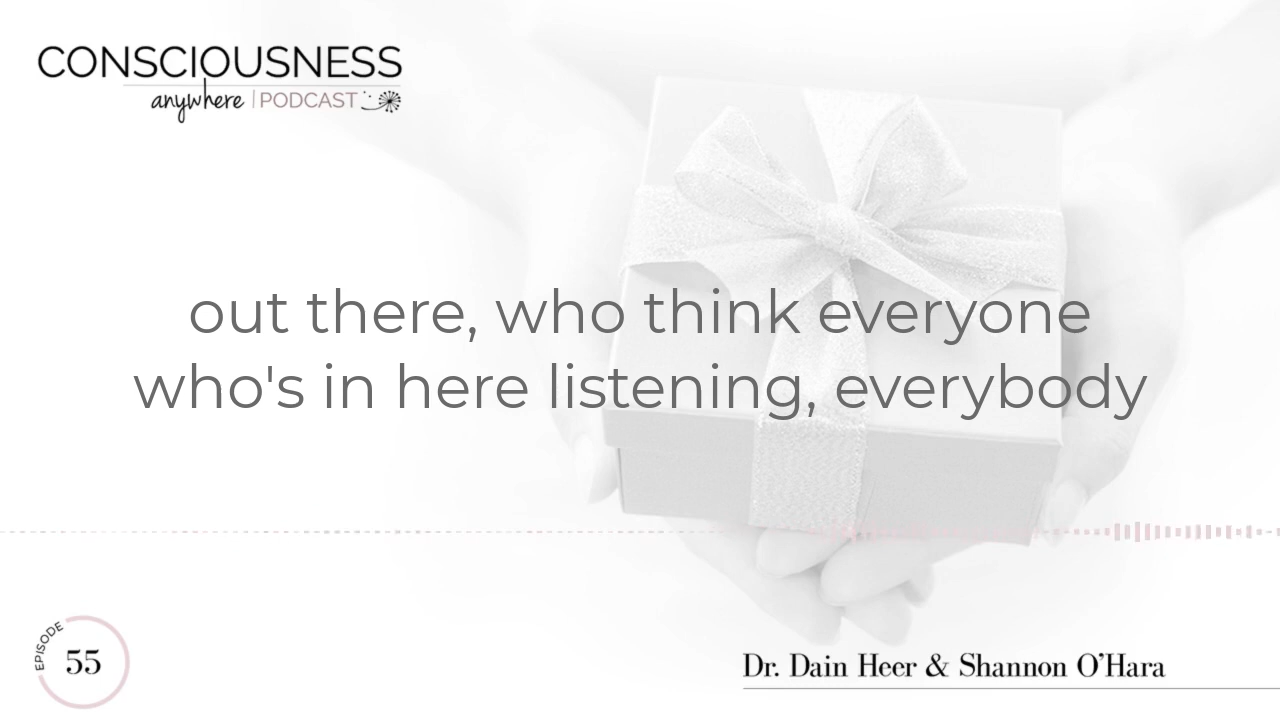 CONSCIOUSNESS
anywhere | PODCAST
out there, who think everyone
who's in here listening, everybody
EPISODE
55
Dr. Dain Heer & Shannon O'Hara